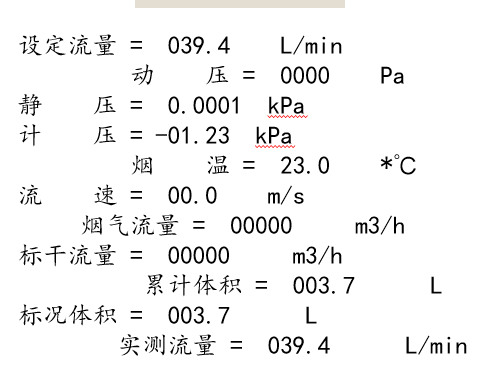 设定流量 = 039.4 L/min
动 压 = 0000 Pa
静 压 = 0.0001 kPa
计 压 = -01.23 kPa
烟 温 = 23.0 *℃
流 速 = 00.0 m/s
烟气流量 = 00000 m3/h
标干流量 = 00000 m3/h
累计体积 = 003.7 L
标况体积 = 003.7 L
实测流量 = 039.4 L/min